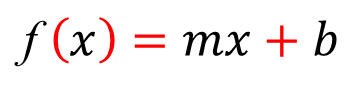 f(x) = mx + b